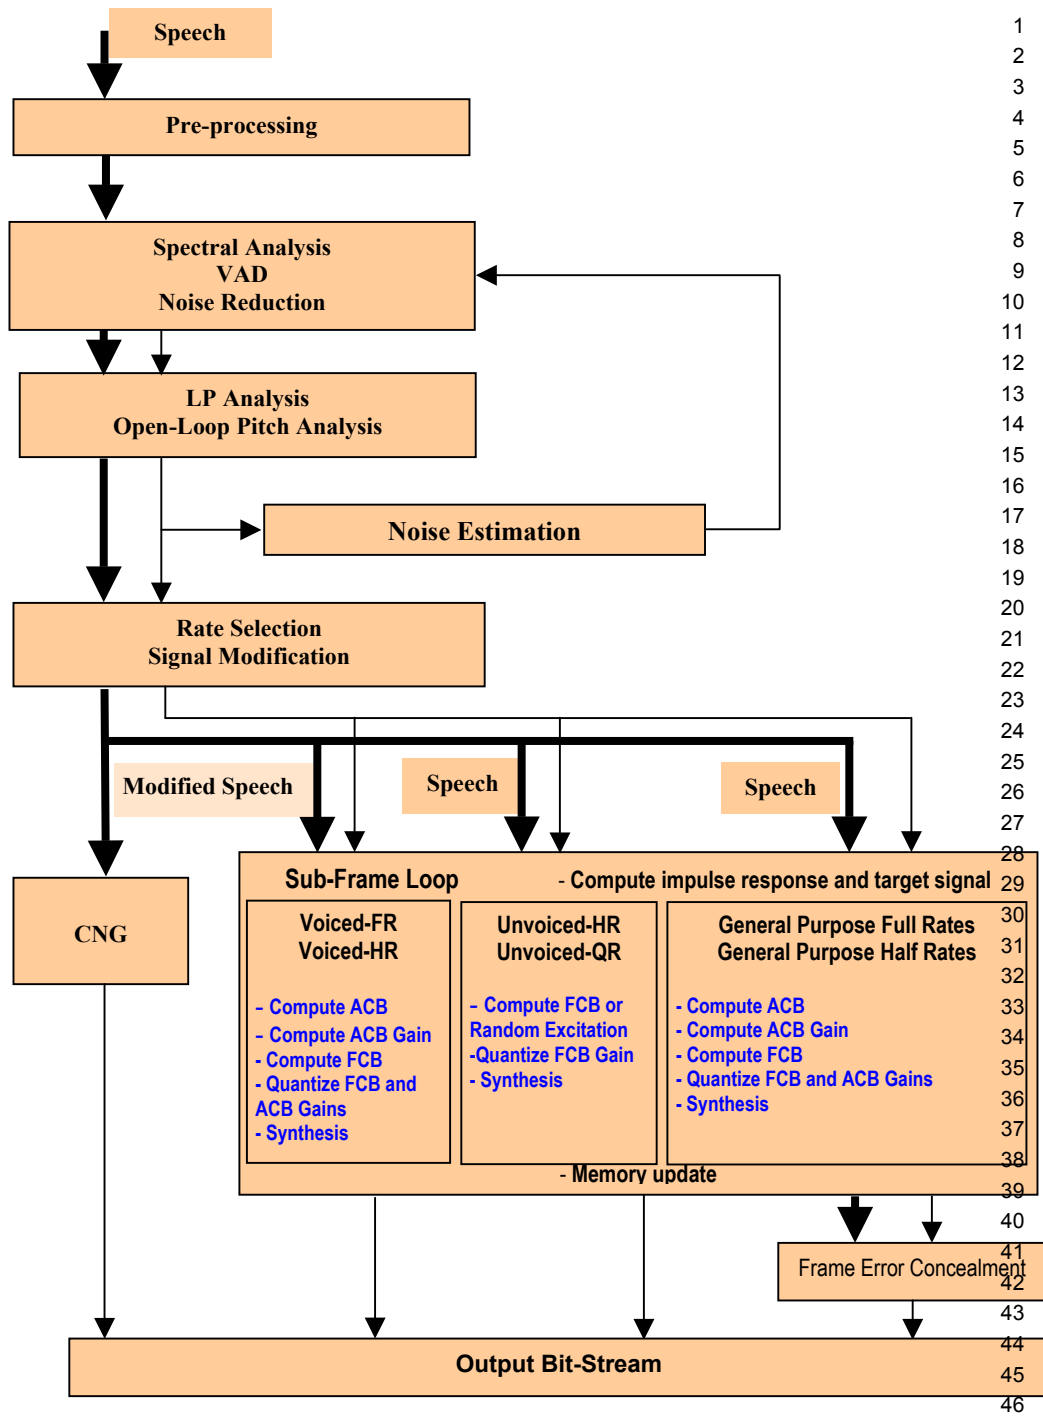 Speech
Pre-processing
Spectral Analysis
VAD
Noise Reduction
LP Analysis
Open-Loop Pitch Analysis
Noise Estimation
Rate Selection
Signal Modification
Modified Speech
Speech
Speech
CNG
Sub-Frame Loop
- Compute impulse response and target signal
Voiced-FR
Voiced-HR
– Compute ACB
– Compute ACB Gain
- Compute FCB
- Quantize FCB and
ACB Gains
- Synthesis
Unvoiced-HR
Unvoiced-QR
– Compute FCB or
Random Excitation
-Quantize FCB Gain
- Synthesis
General Purpose Full Rates
General Purpose Half Rates
- Compute ACB
- Compute ACB Gain
- Compute FCB
- Quantize FCB and ACB Gains
- Synthesis
- Memory update
Frame Error Concealment
Output Bit-Stream
1
2
3
4
5
6
7
8
9
10
11
12
13
14
15
16
17
18
19
20
21
22
23
24
25
26
27
28
29
30
31
32
33
34
35
36
37
38
39
40
41
42
43
44
45
46